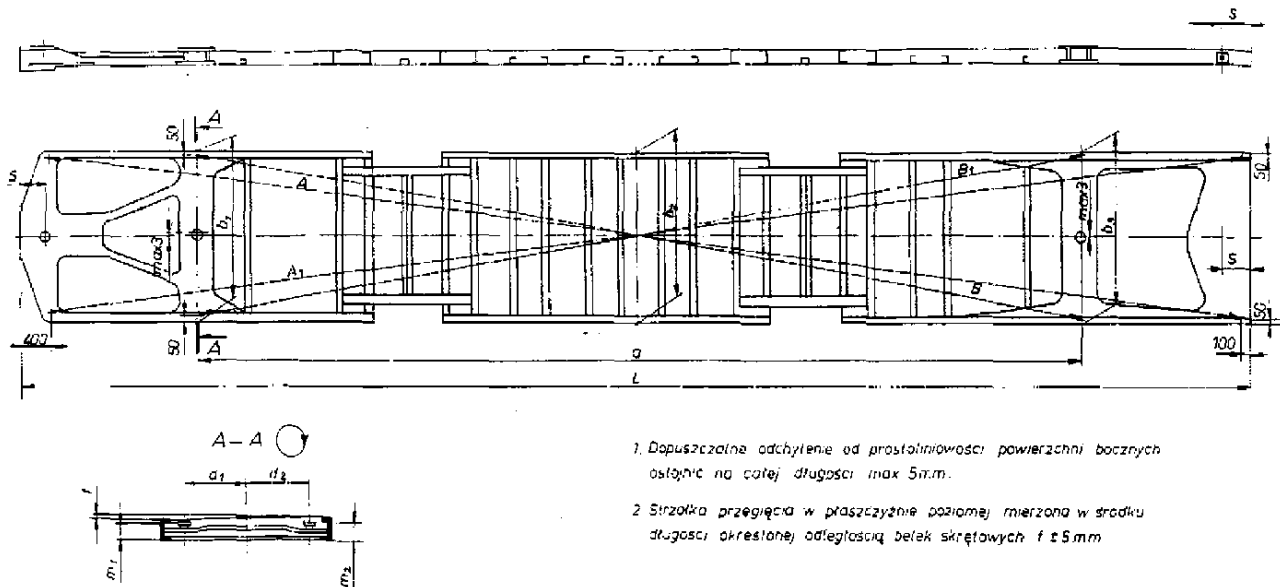 S
A
50
S
A
b₁
max3
A₁
50
400
A
b₂
B₁
max3
b₃
50
S
B
50
100
a
L
A-A
a₁
d₂
f
m₁
m₂
1. Dopuszczalne odchylenie od prostoliniowości powierzchni bocznych
ostojnic na całej długości max 5mm.
2 Strzałka przegięcia w płaszczyźnie poziomej mierzona w środku
długości określonej odległością belek skrętowych f ± 5mm